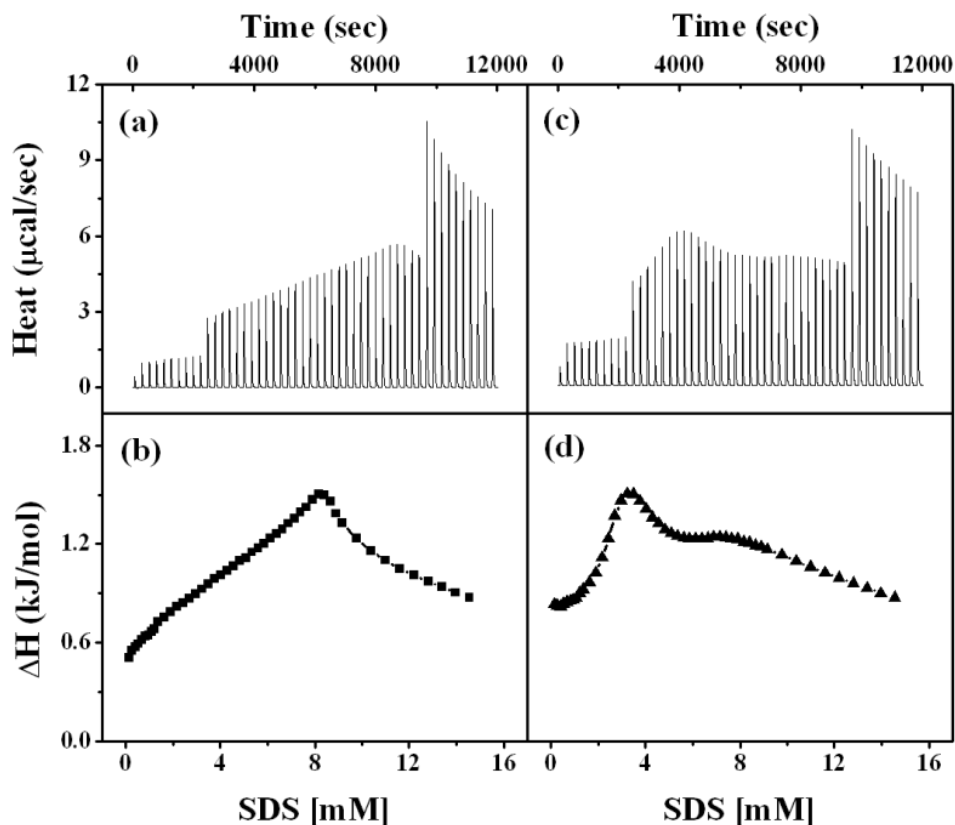 Time (sec)
Time (sec)
0 4000 8000 12000
0 4000 8000 12000
12
9
6
3
0
Heat (μcal/sec)
(a)
(c)
1.8
1.2
0.6
0.0
ΔH (kJ/mol)
(b)
(d)
0 4 8 12 16
0 4 8 12 16
SDS [mM]
SDS [mM]